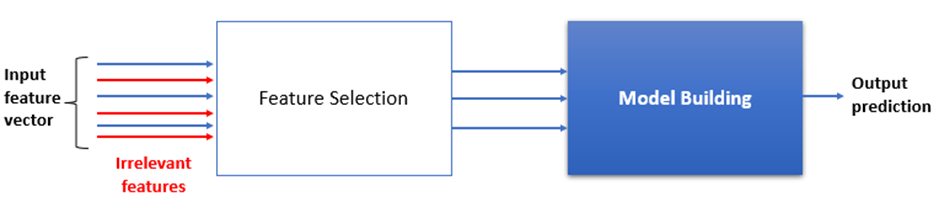 Input
feature
vector
Irrelevant
features
Feature Selection
Model Building
Output
prediction